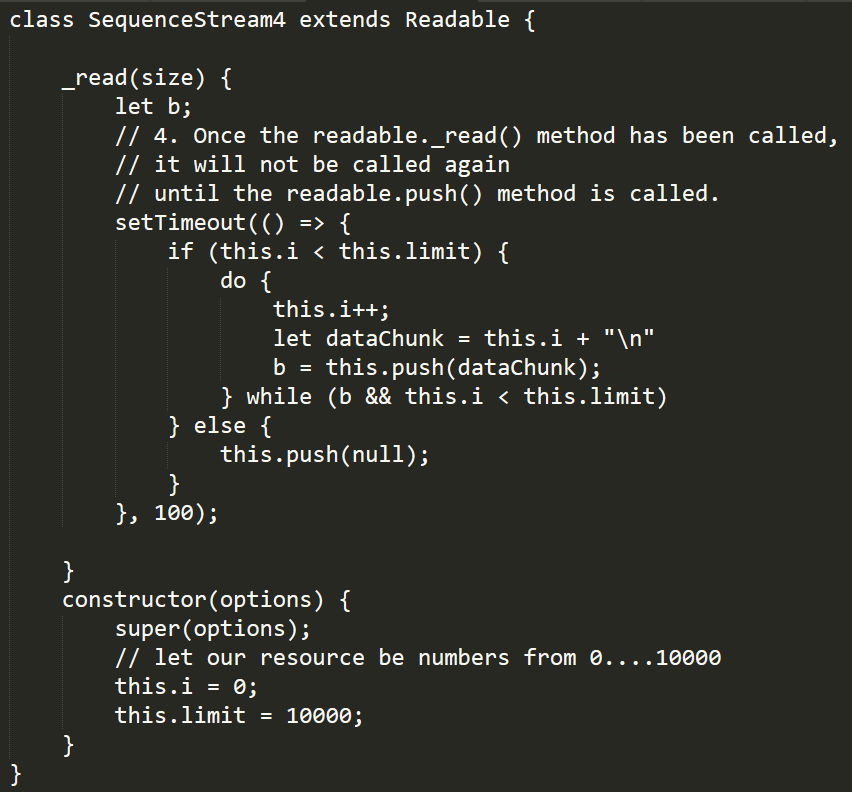 class SequenceStream4 extends Readable {
_read(size) {
let b;
// 4. Once the readable._read() method has been called,
// it will not be called again
// until the readable.push() method is called.
setTimeout(() => {
if (this.i < this.limit) {
do {
this.i++;
let dataChunk = this.i + "\n"
b = this.push(dataChunk);
} while (b && this.i < this.limit)
} else {
this.push(null);
}
}, 100);
}
constructor(options) {
super(options);
// let our resource be numbers from 0....10000
this.i = 0;
this.limit = 10000;
}
}